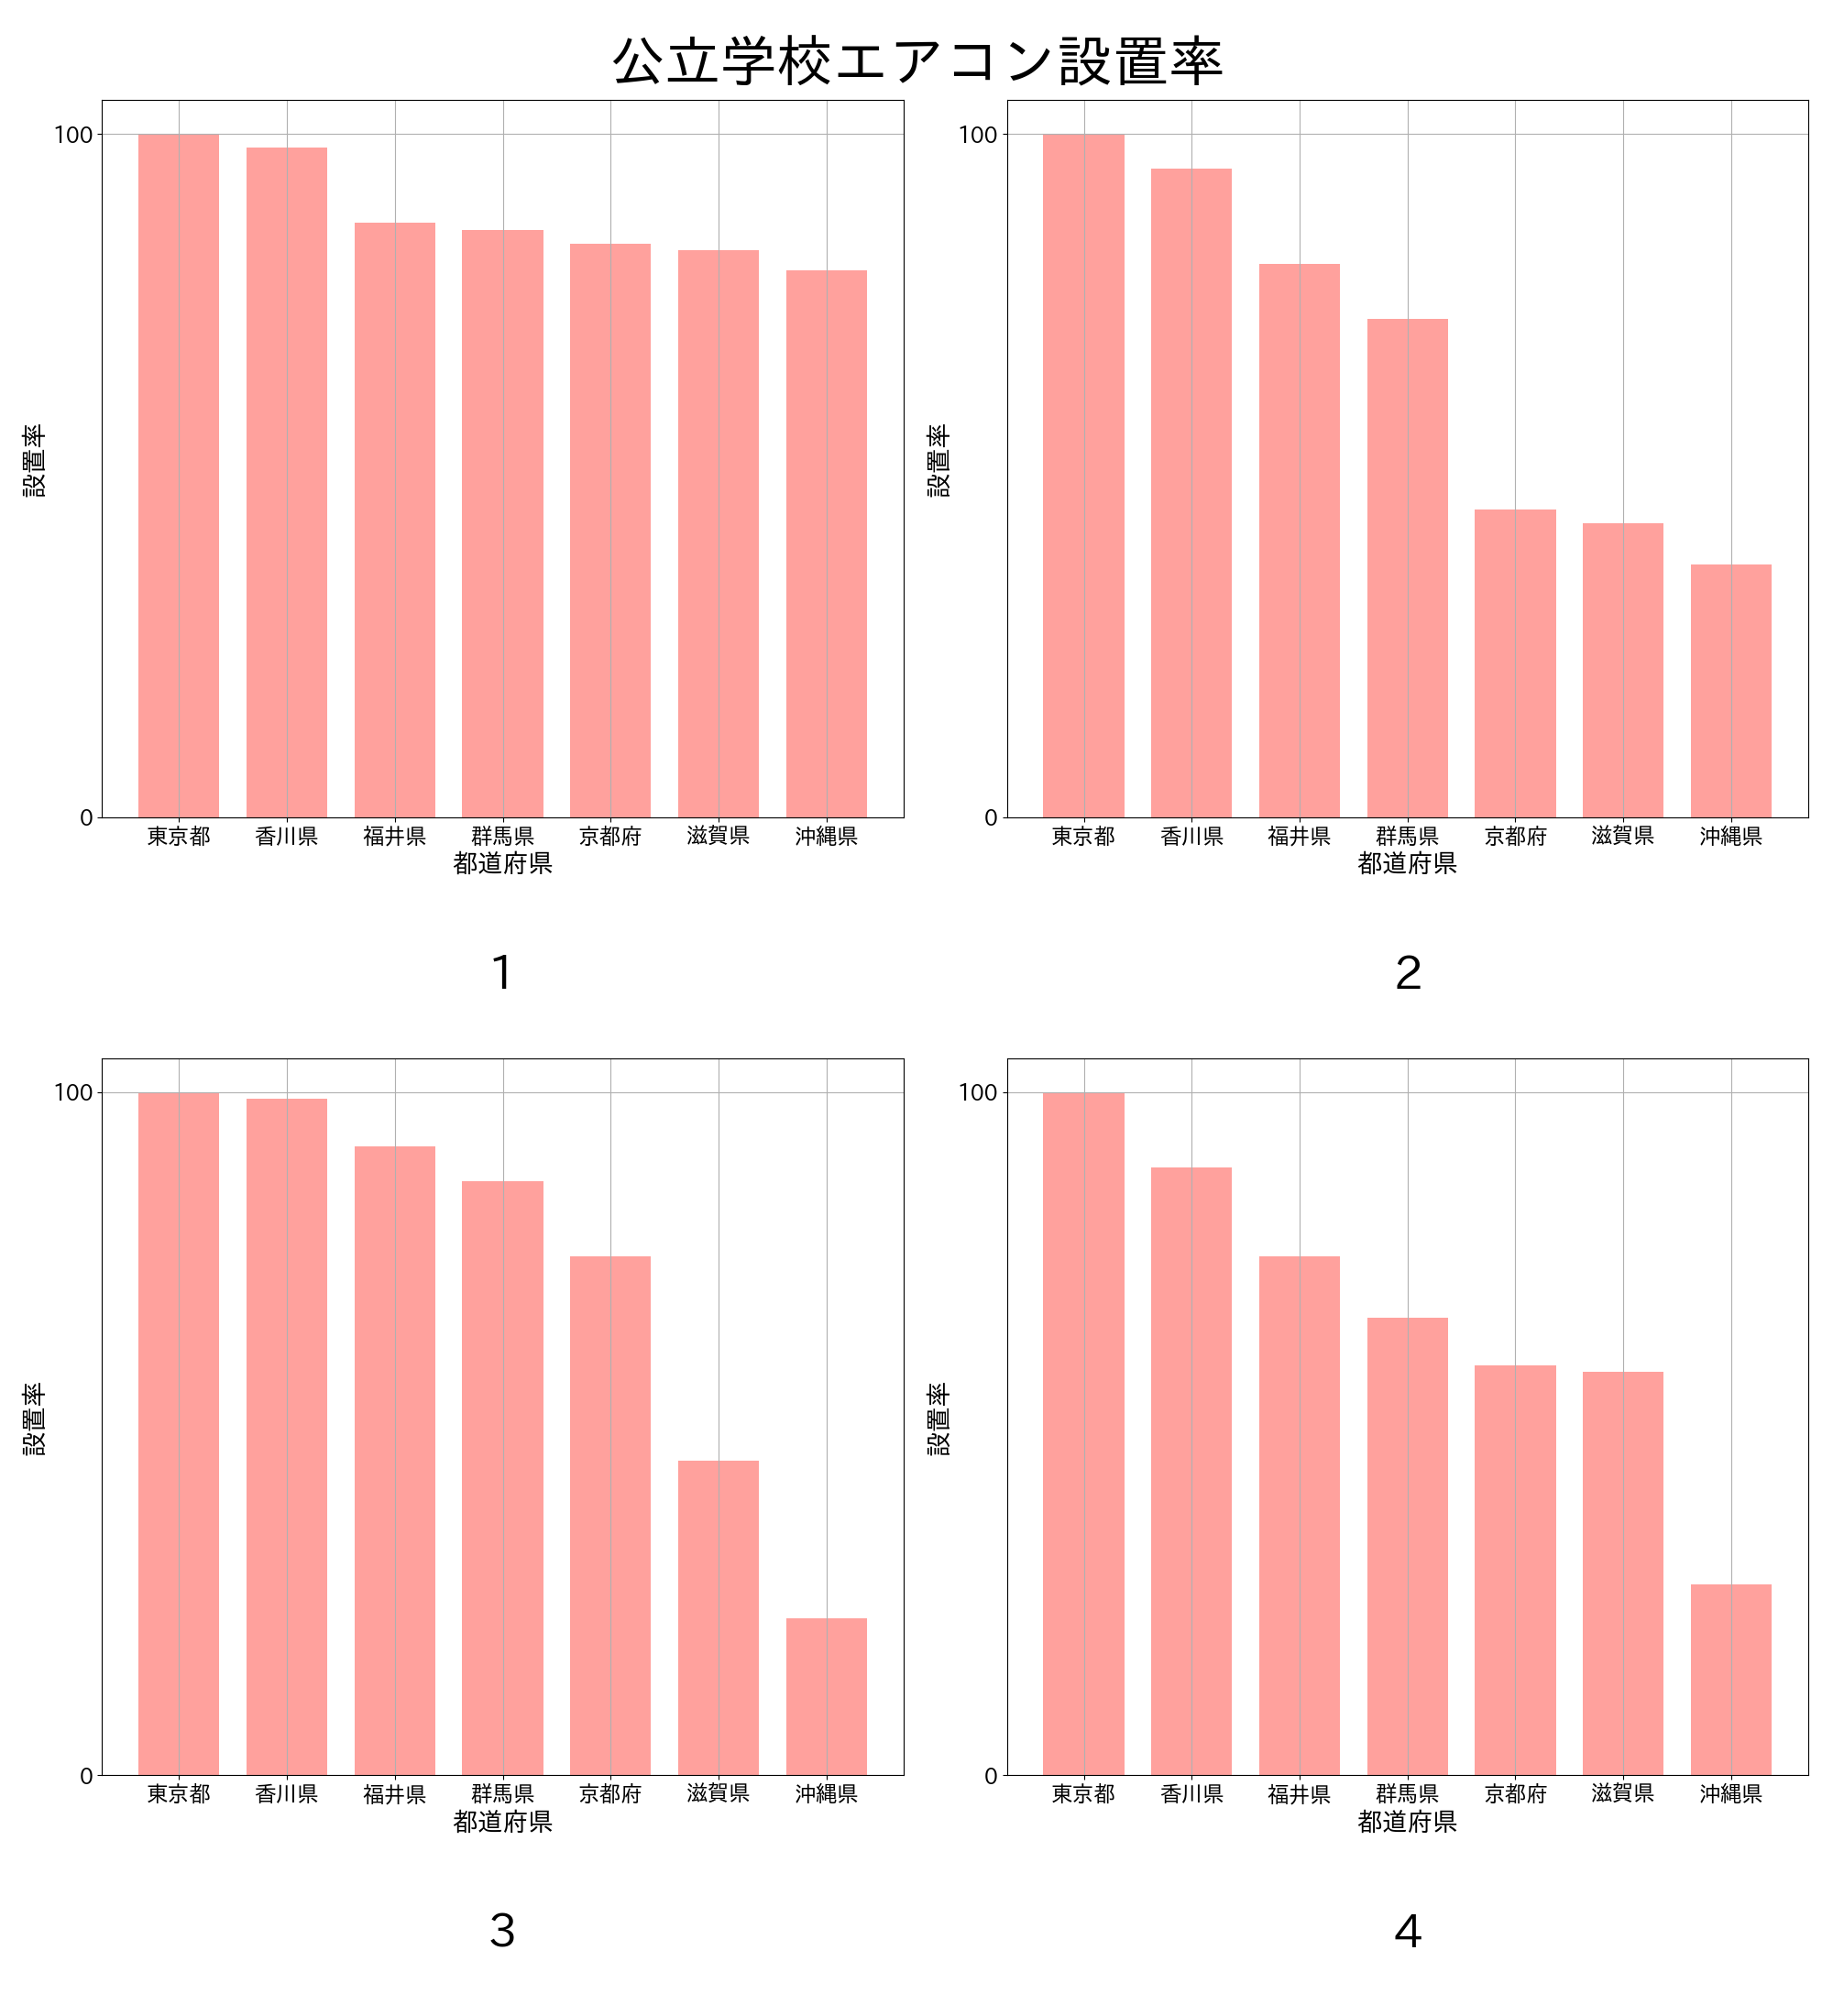 公立学校エアコン設置率
100
設置率
0
東京都 香川県 福井県 群馬県 京都府 滋賀県 沖縄県
都道府県
1
100
設置率
0
東京都 香川県 福井県 群馬県 京都府 滋賀県 沖縄県
都道府県
2
100
設置率
0
東京都 香川県 福井県 群馬県 京都府 滋賀県 沖縄県
都道府県
3
100
設置率
0
東京都 香川県 福井県 群馬県 京都府 滋賀県 沖縄県
都道府県
4